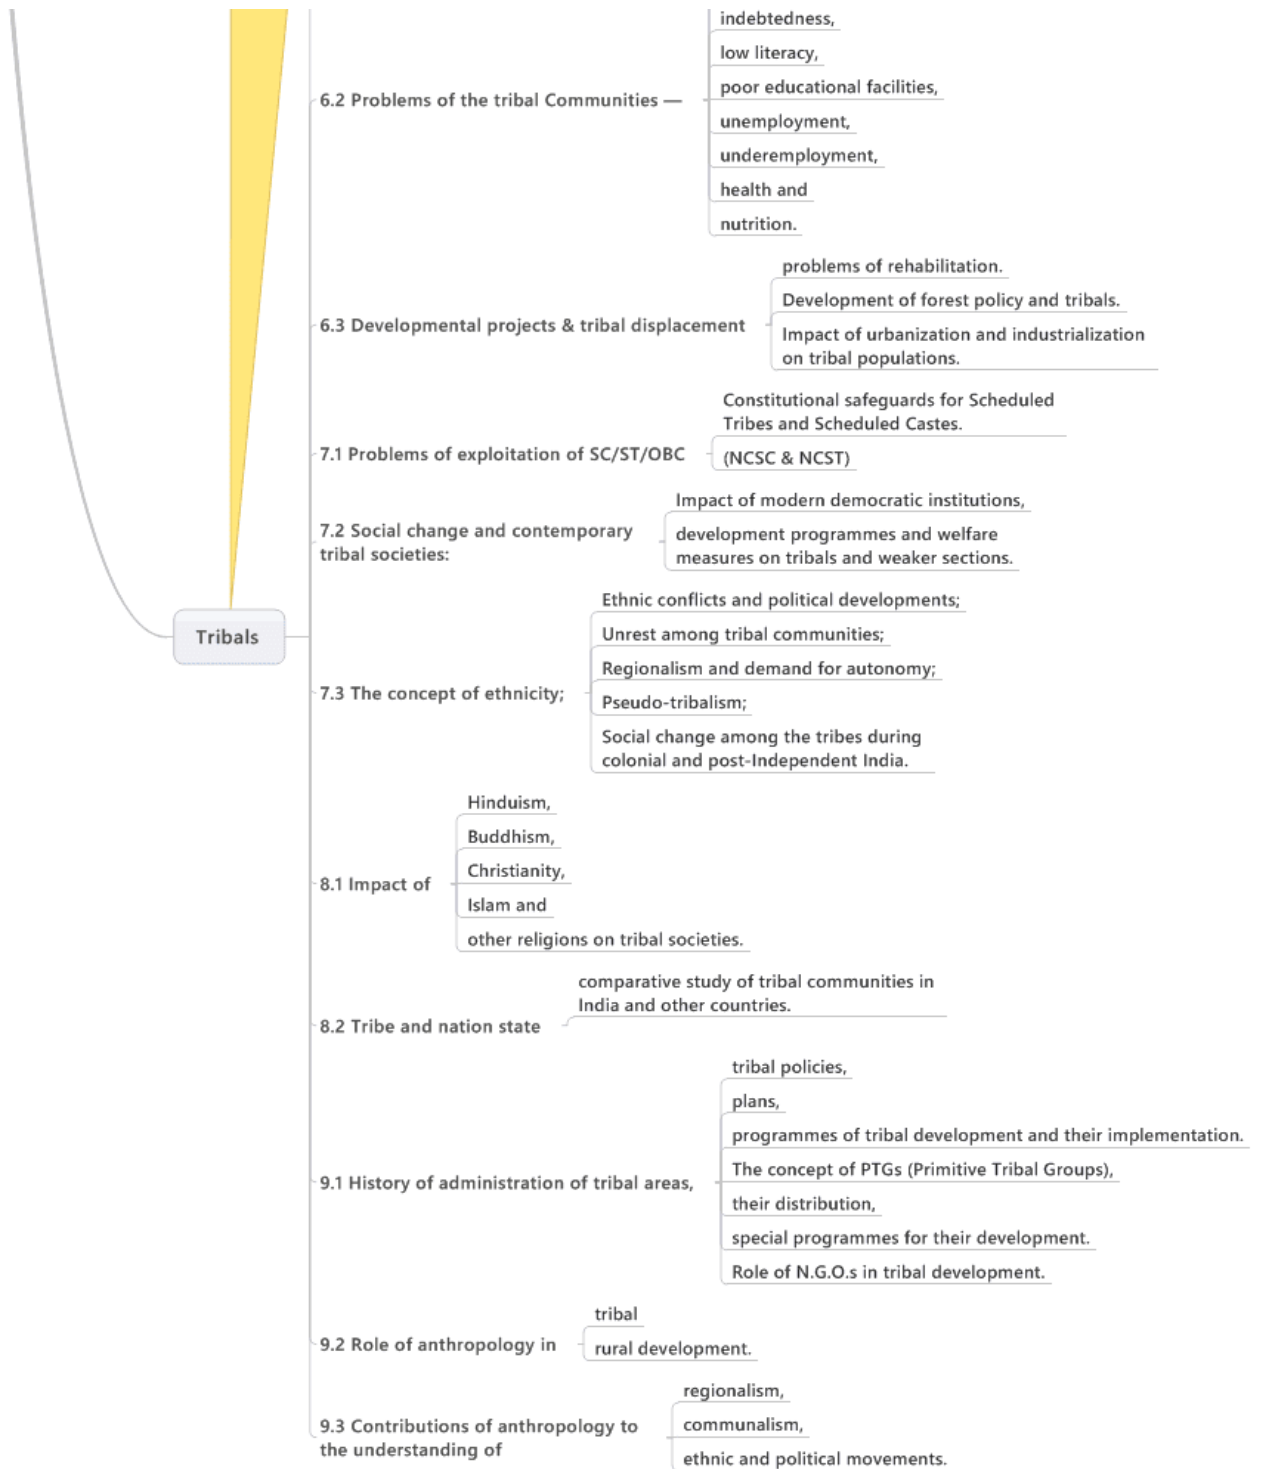 indebtedness,
low literacy,
poor educational facilities,
6.2 Problems of the tribal Communities —
unemployment,
underemployment,
health and
nutrition.
problems of rehabilitation.
Development of forest policy and tribals.
6.3 Developmental projects & tribal displacement
Impact of urbanization and industrialization
on tribal populations.
Constitutional safeguards for Scheduled
Tribes and Scheduled Castes.
7.1 Problems of exploitation of SC/ST/OBC
(NCSC & NCST)
Impact of modern democratic institutions,
7.2 Social change and contemporary
tribal societies:
development programmes and welfare
measures on tribals and weaker sections.
Tribals
Ethnic conflicts and political developments;
Unrest among tribal communities;
Regionalism and demand for autonomy;
7.3 The concept of ethnicity;
Pseudo-tribalism;
Social change among the tribes during
colonial and post-Independent India.
Hinduism,
Buddhism,
Christianity,
8.1 Impact of
Islam and
other religions on tribal societies.
comparative study of tribal communities in
India and other countries.
8.2 Tribe and nation state
tribal policies,
plans,
programmes of tribal development and their implementation.
The concept of PTGs (Primitive Tribal Groups),
9.1 History of administration of tribal areas,
their distribution,
special programmes for their development.
Role of N.G.O.s in tribal development.
tribal
9.2 Role of anthropology in
rural development.
regionalism,
9.3 Contributions of anthropology to
the understanding of
communalism,
ethnic and political movements.